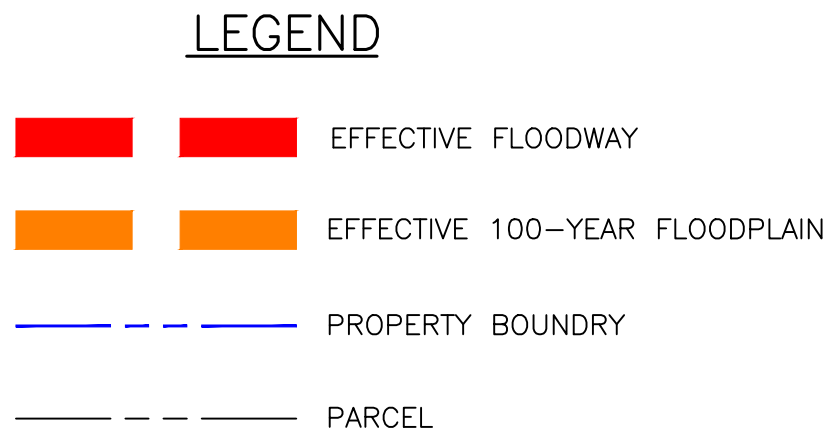 LEGEND
EFFECTIVE FLOODWAY
EFFECTIVE 100-YEAR FLOODPLAIN
PROPERTY BOUNDRY
PARCEL